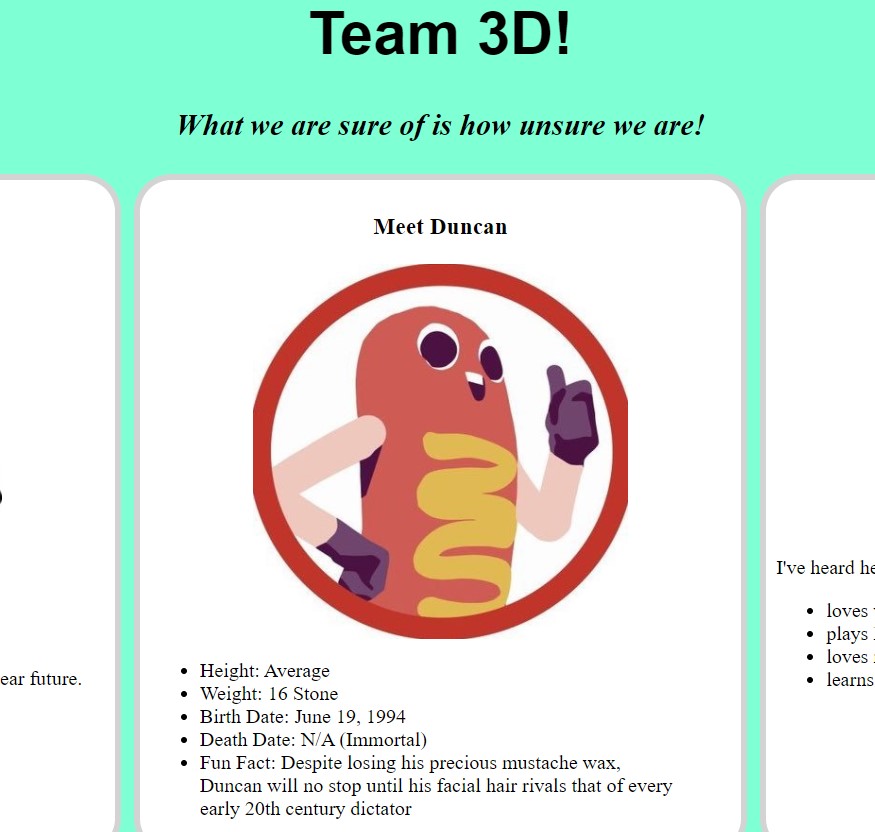 Team 3D!
What we are sure of is how unsure we are!
ear future.
Meet Duncan
Height: Average
Weight: 16 Stone
Birth Date: June 19, 1994
Death Date: N/A (Immortal)
Fun Fact: Despite losing his precious mustache wax,
Duncan will no stop until his facial hair rivals that of every
early 20th century dictator
I've heard he
loves
plays
loves
learns